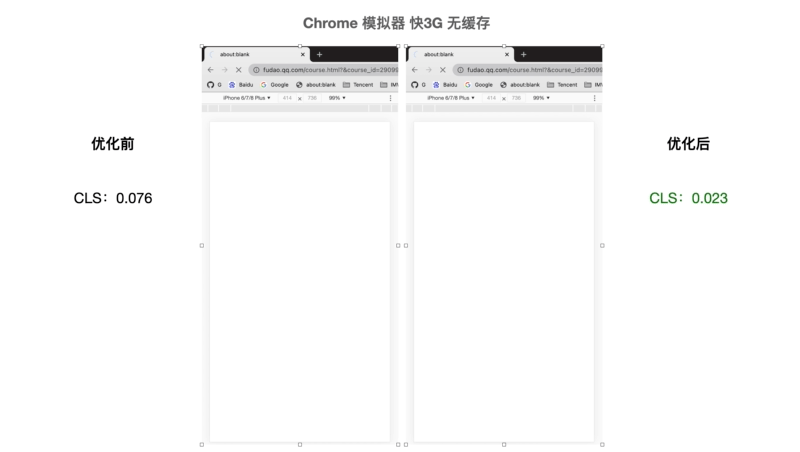 Chrome 模拟器 快3G 无缓存
about:blank × +
fudao.qq.com/course.html?&course_id=29099
G Baidu Google about:blank Tencent IM
iPhone 6/7/8 Plus ▼ 414 × 736 99% ▼
about:blank × +
fudao.qq.com/course.html?&course_id=29099
G Baidu Google about:blank Tencent IM
iPhone 6/7/8 Plus ▼ 414 × 736 99% ▼
优化前
CLS：0.076
优化后
CLS：0.023